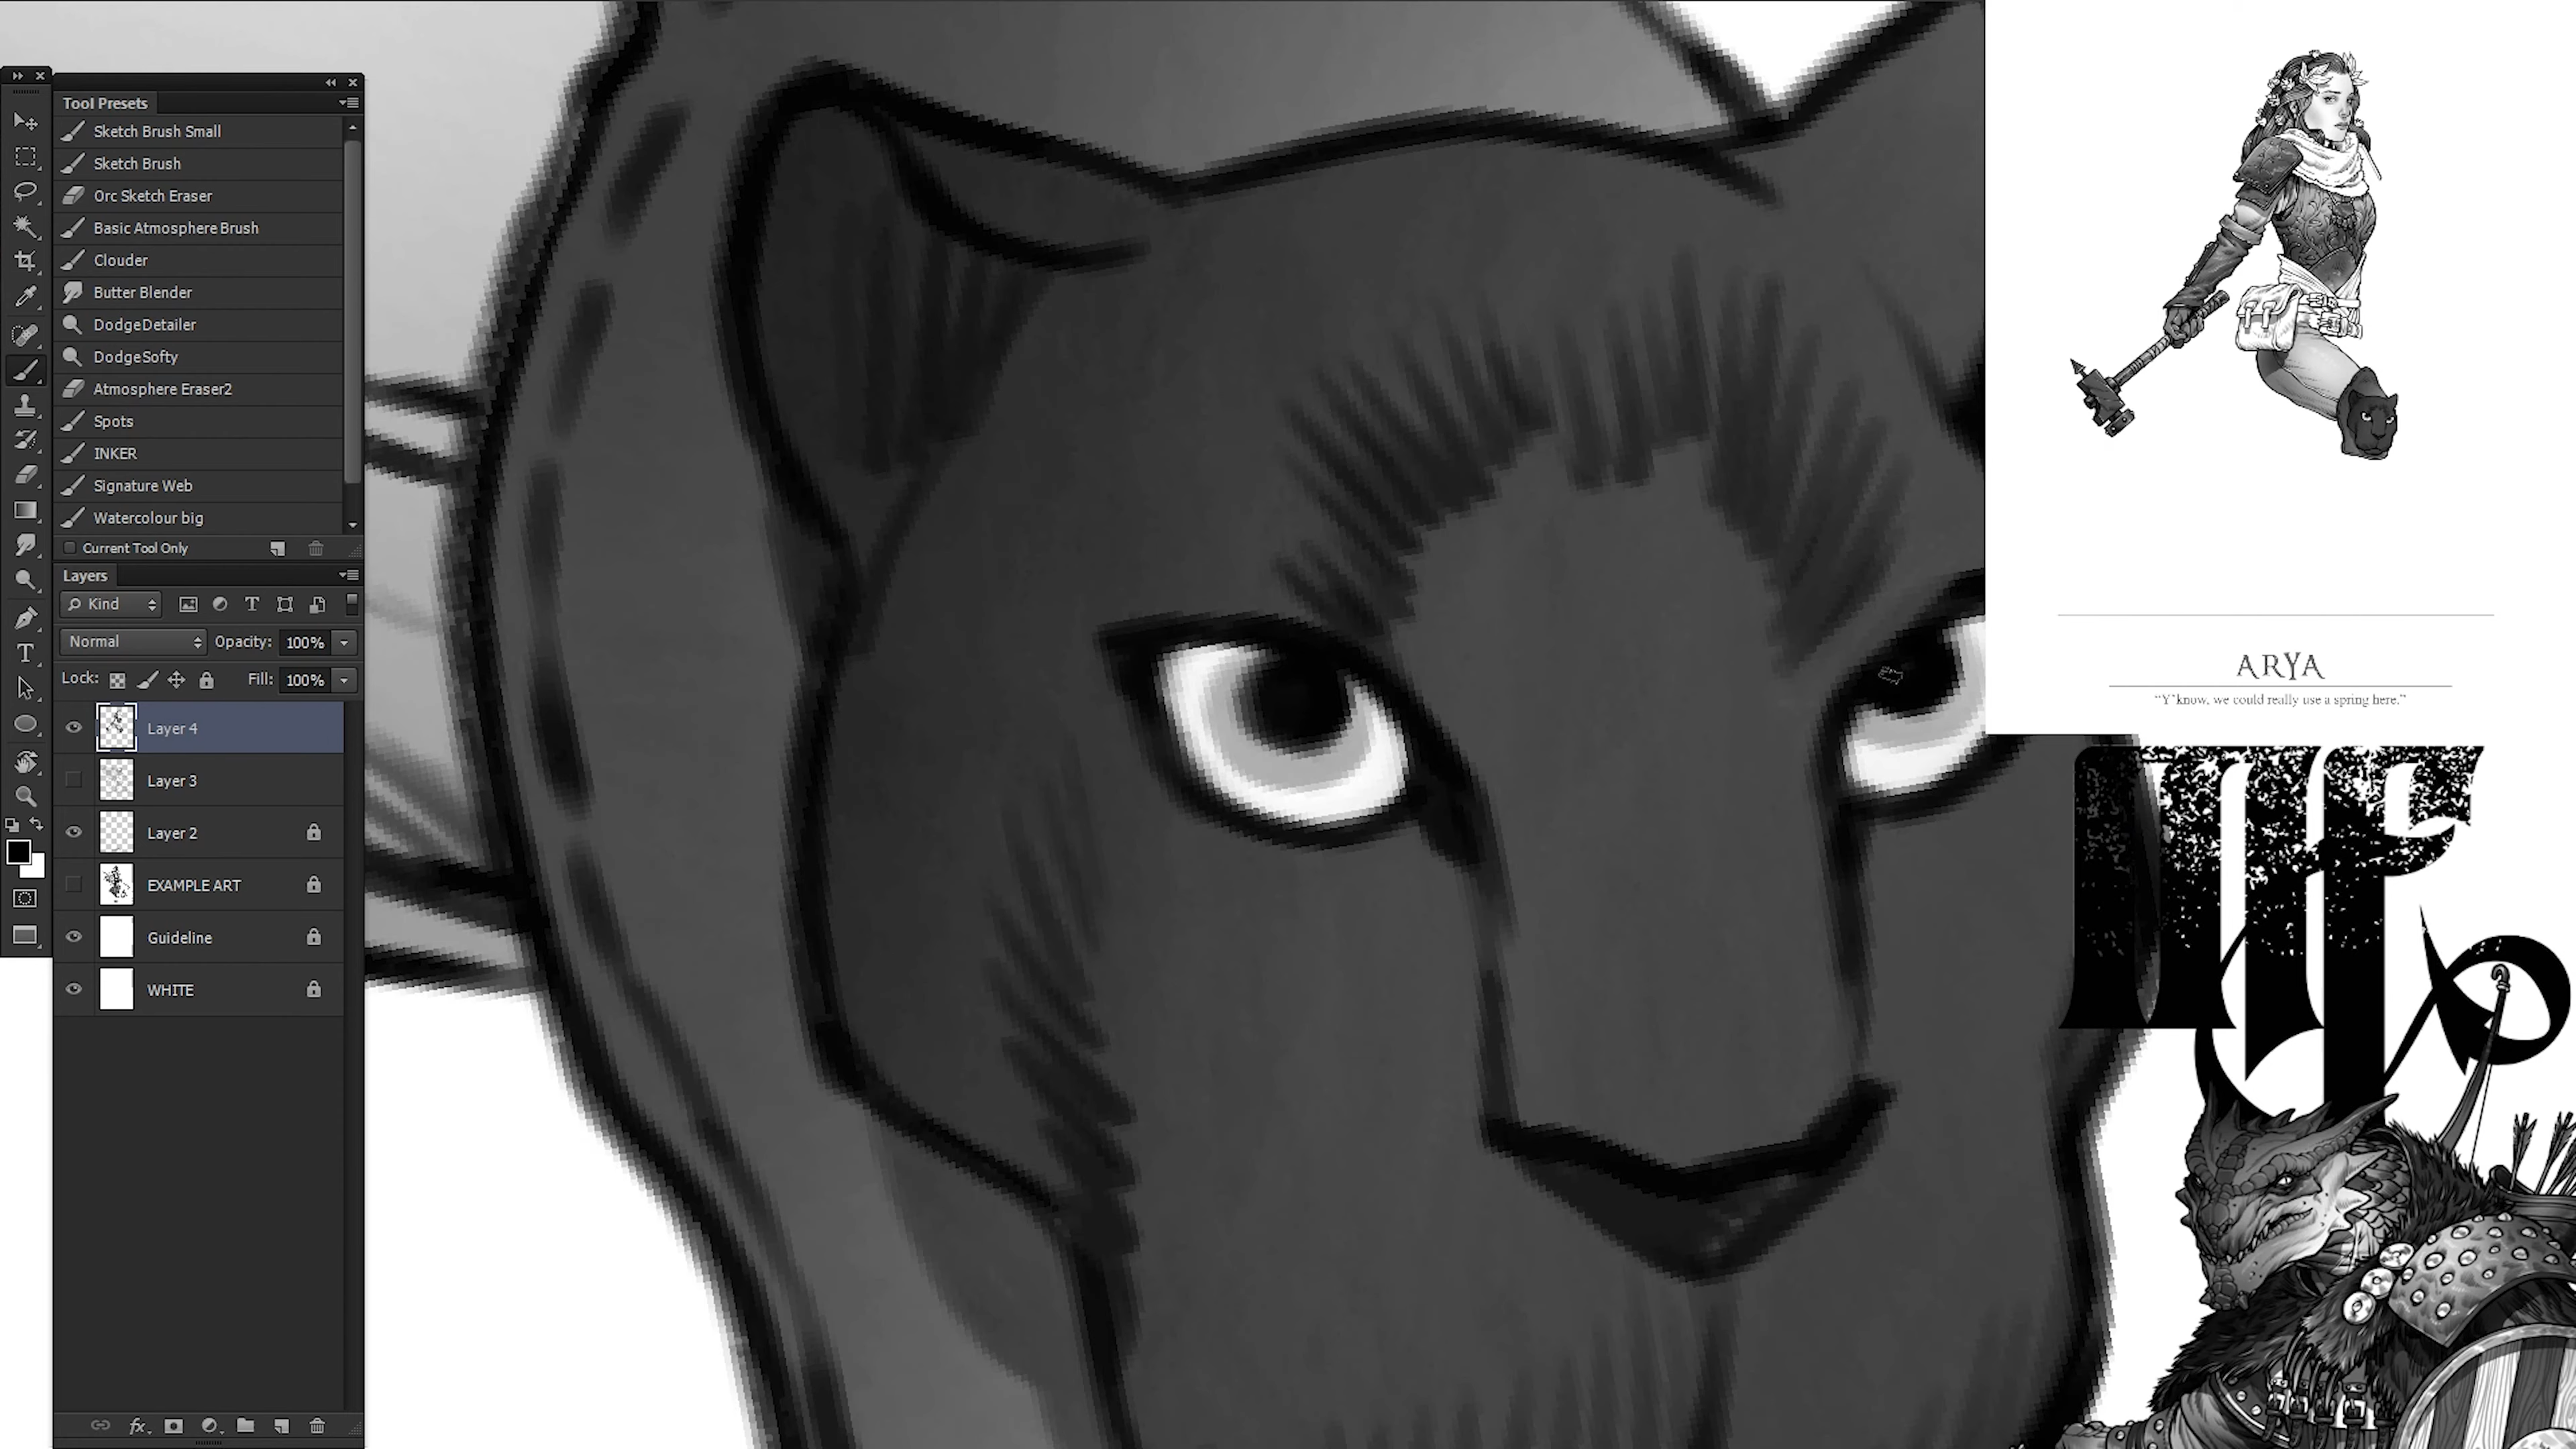 Tool Presets
Sketch Brush Small
Sketch Brush
Orc Sketch Eraser
Basic Atmosphere Brush
Clouder
Butter Blender
DodgeDetailer
DodgeSofty
Atmosphere Eraser2
Spots
INKER
Signature Web
Watercolour big
Current Tool Only
Layers
Kind
Normal
Opacity: 100%
Lock:
Fill: 100%
Layer 4
Layer 3
Layer 2
EXAMPLE ART
Guideline
WHITE
fx
ARYA
“Y’know, we could really use a spring here.”